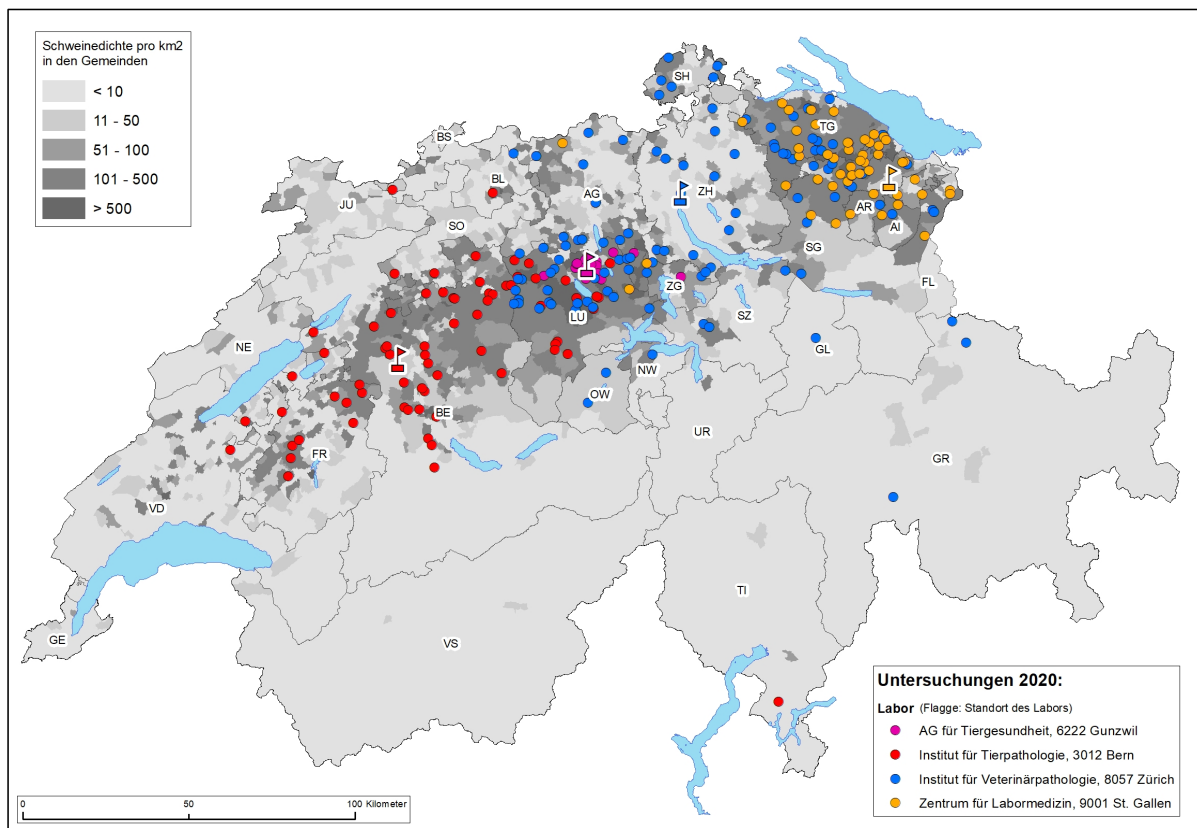 Schweinedichte pro km2
in den Gemeinden
< 10
11 - 50
51 - 100
101 - 500
> 500
SH
TG
BS
BL
AG
ZH
JU
SO
AR
AI
SG
FL
ZG
LU
SZ
NE
NW
GL
OW
BE
UR
FR
GR
VD
TI
GE
VS
Untersuchungen 2020:
Labor (Flagge: Standort des Labors)
AG für Tiergesundheit, 6222 Gunzwil
Institut für Tierpathologie, 3012 Bern
Institut für Veterinärpathologie, 8057 Zürich
Zentrum für Labormedizin, 9001 St. Gallen
0 50 100 Kilometer